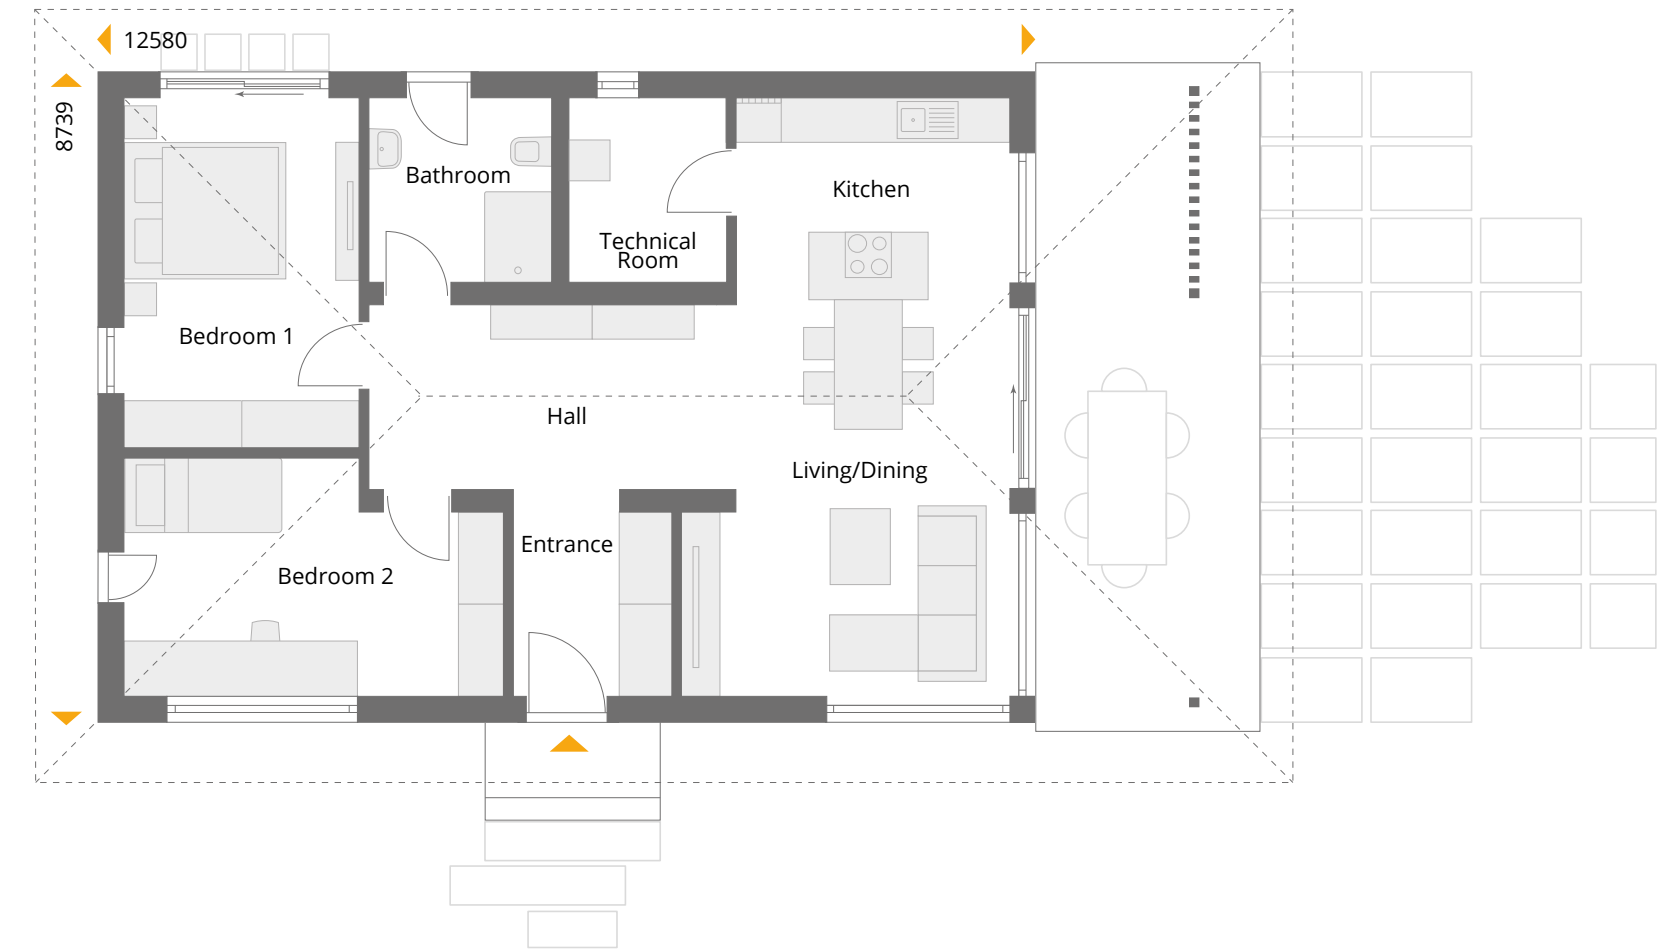 12580
8739
Bathroom
Kitchen
Technical
Room
Bedroom 1
Hall
Living/Dining
Entrance
Bedroom 2